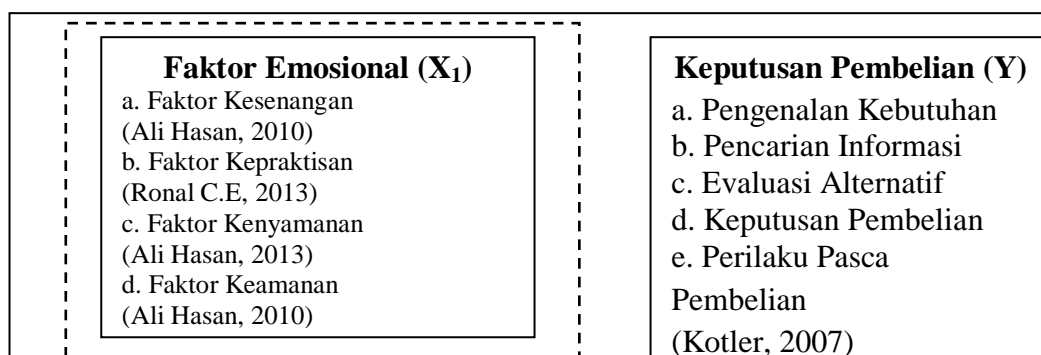 Faktor Emosional (X₁)
a. Faktor Kesenangan
(Ali Hasan, 2010)
b. Faktor Kepraktisan
(Ronal C.E, 2013)
c. Faktor Kenyamanan
(Ali Hasan, 2013)
d. Faktor Keamanan
(Ali Hasan, 2010)
Keputusan Pembelian (Y)
a. Pengenalan Kebutuhan
b. Pencarian Informasi
c. Evaluasi Alternatif
d. Keputusan Pembelian
e. Perilaku Pasca
Pembelian
(Kotler, 2007)